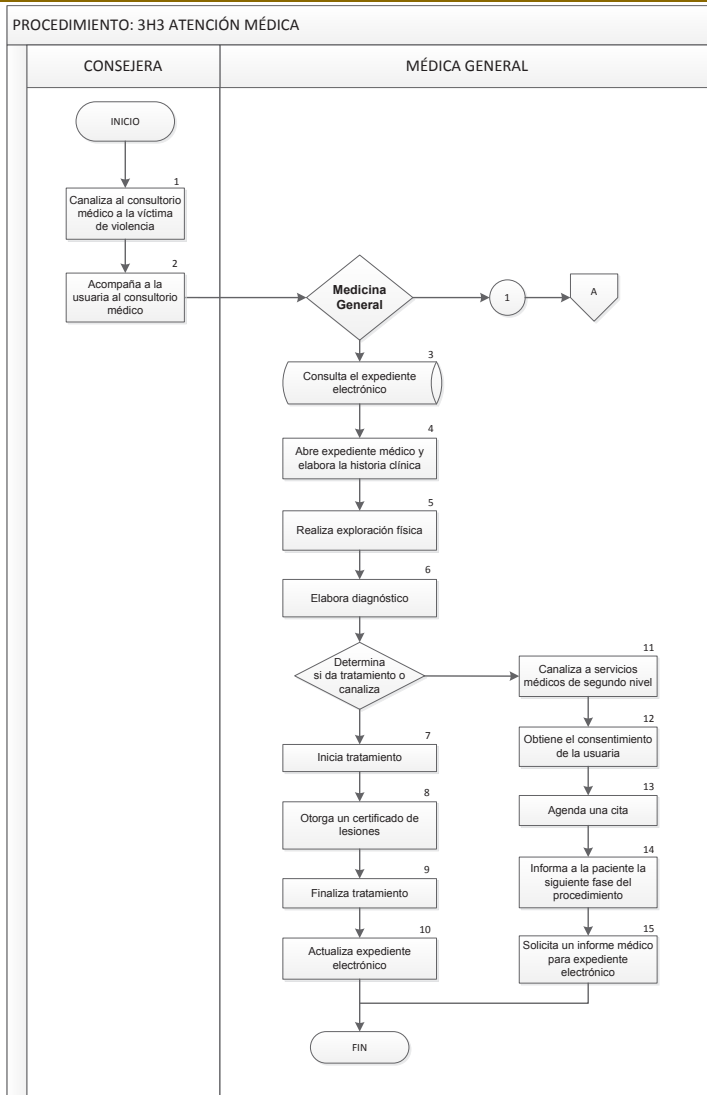 PROCEDIMIENTO: 3H3 ATENCIÓN MÉDICA
CONSEJERA
MÉDICA GENERAL
INICIO
1
Canaliza al consultorio
médico a la víctima
de violencia
2
Acompaña a la
usuaria al consultorio
médico
Medicina
General
1
A
3
Consulta el expediente
electrónico
4
Abre expediente médico y
elabora la historia clínica
5
Realiza exploración física
6
Elabora diagnóstico
Determina
si da tratamiento o
canaliza
7
Inicia tratamiento
8
Otorga un certificado de
lesiones
9
Finaliza tratamiento
10
Actualiza expediente
electrónico
11
Canaliza a servicios
médicos de segundo nivel
12
Obtiene el consentimiento
de la usuaria
13
Agenda una cita
14
Informa a la paciente la
siguiente fase del
procedimiento
15
Solicita un informe médico
para expediente
electrónico
FIN